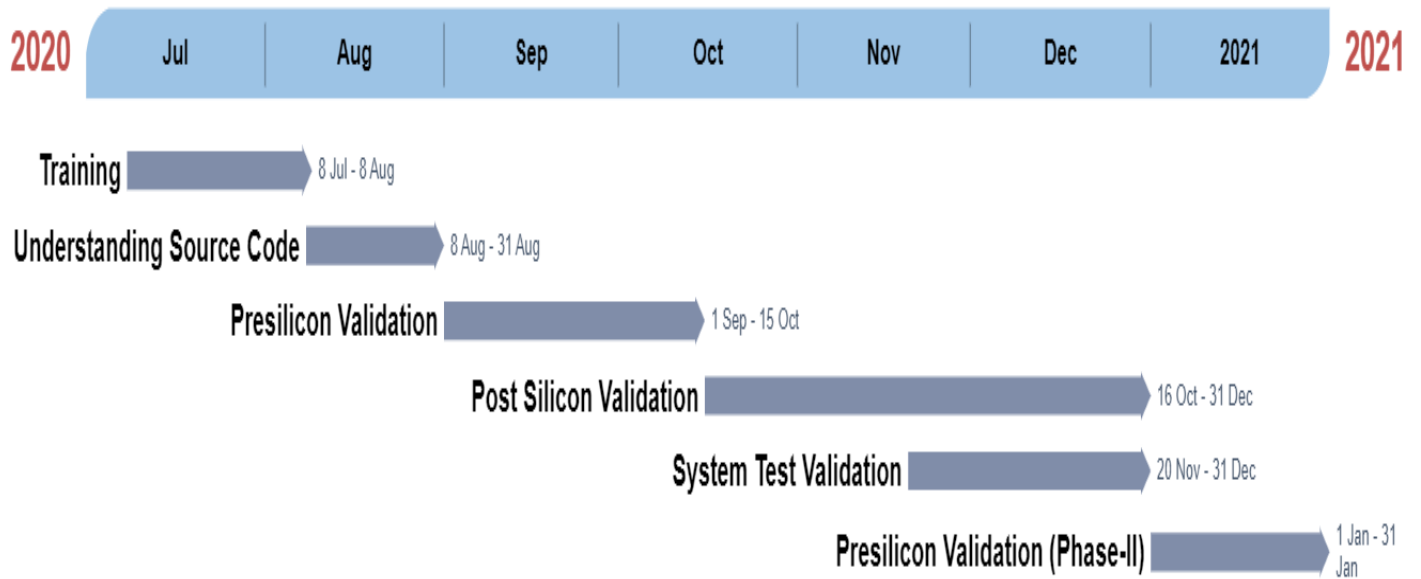 2020 Jul Aug Sep Oct Nov Dec 2021 2021
Training 8 Jul - 8 Aug
Understanding Source Code 8 Aug - 31 Aug
Presilicon Validation 1 Sep - 15 Oct
Post Silicon Validation 16 Oct - 31 Dec
System Test Validation 20 Nov - 31 Dec
Presilicon Validation (Phase-II) 1 Jan - 31
Jan